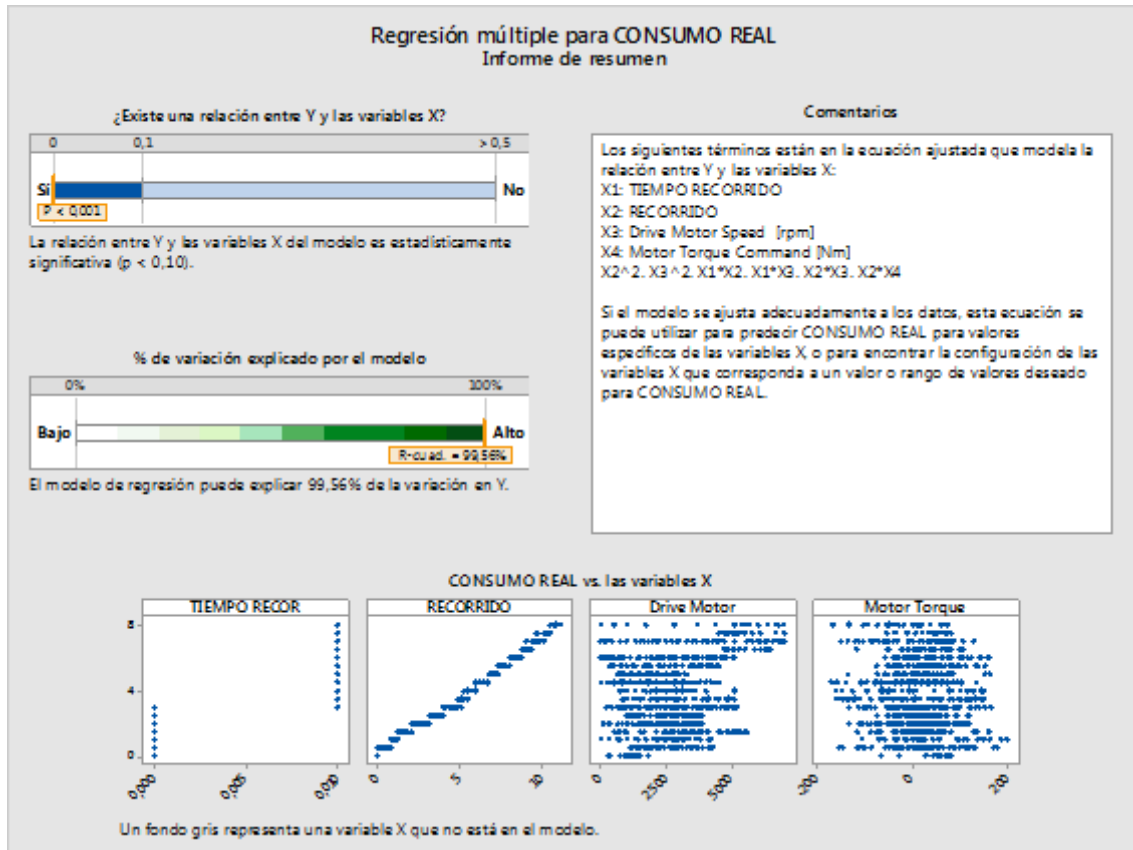 Regresión múltiple para CONSUMO REAL
Informe de resumen
¿Existe una relación entre Y y las variables X?
0 0,1 > 0,5
Sí No
P < 0,001
La relación entre Y y las variables X del modelo es estadísticamente
significativa (p < 0,10).
% de variación explicado por el modelo
0% 100%
Bajo Alto
R-cuad. = 99,56%
El modelo de regresión puede explicar 99,56% de la variación en Y.
Comentarios
Los siguientes términos están en la ecuación ajustada que modela la
relación entre Y y las variables X:
X1: TIEMPO RECORRIDO
X2: RECORRIDO
X3: Drive Motor Speed [rpm]
X4: Motor Torque Command [Nm]
X2^2. X3^2. X1*X2. X1*X3. X2*X3. X2*X4
Si el modelo se ajusta adecuadamente a los datos, esta ecuación se
puede utilizar para predecir CONSUMO REAL para valores
específicos de las variables X, o para encontrar la configuración de las
variables X que corresponda a un valor o rango de valores deseado
para CONSUMO REAL.
CONSUMO REAL vs. las variables X
TIEMPO RECOR RECORRIDO Drive Motor Motor Torque
8
4
0
0,000 0,005 0,010 0 5 10 0 2500 5000 -200 0 200
Un fondo gris representa una variable X que no está en el modelo.